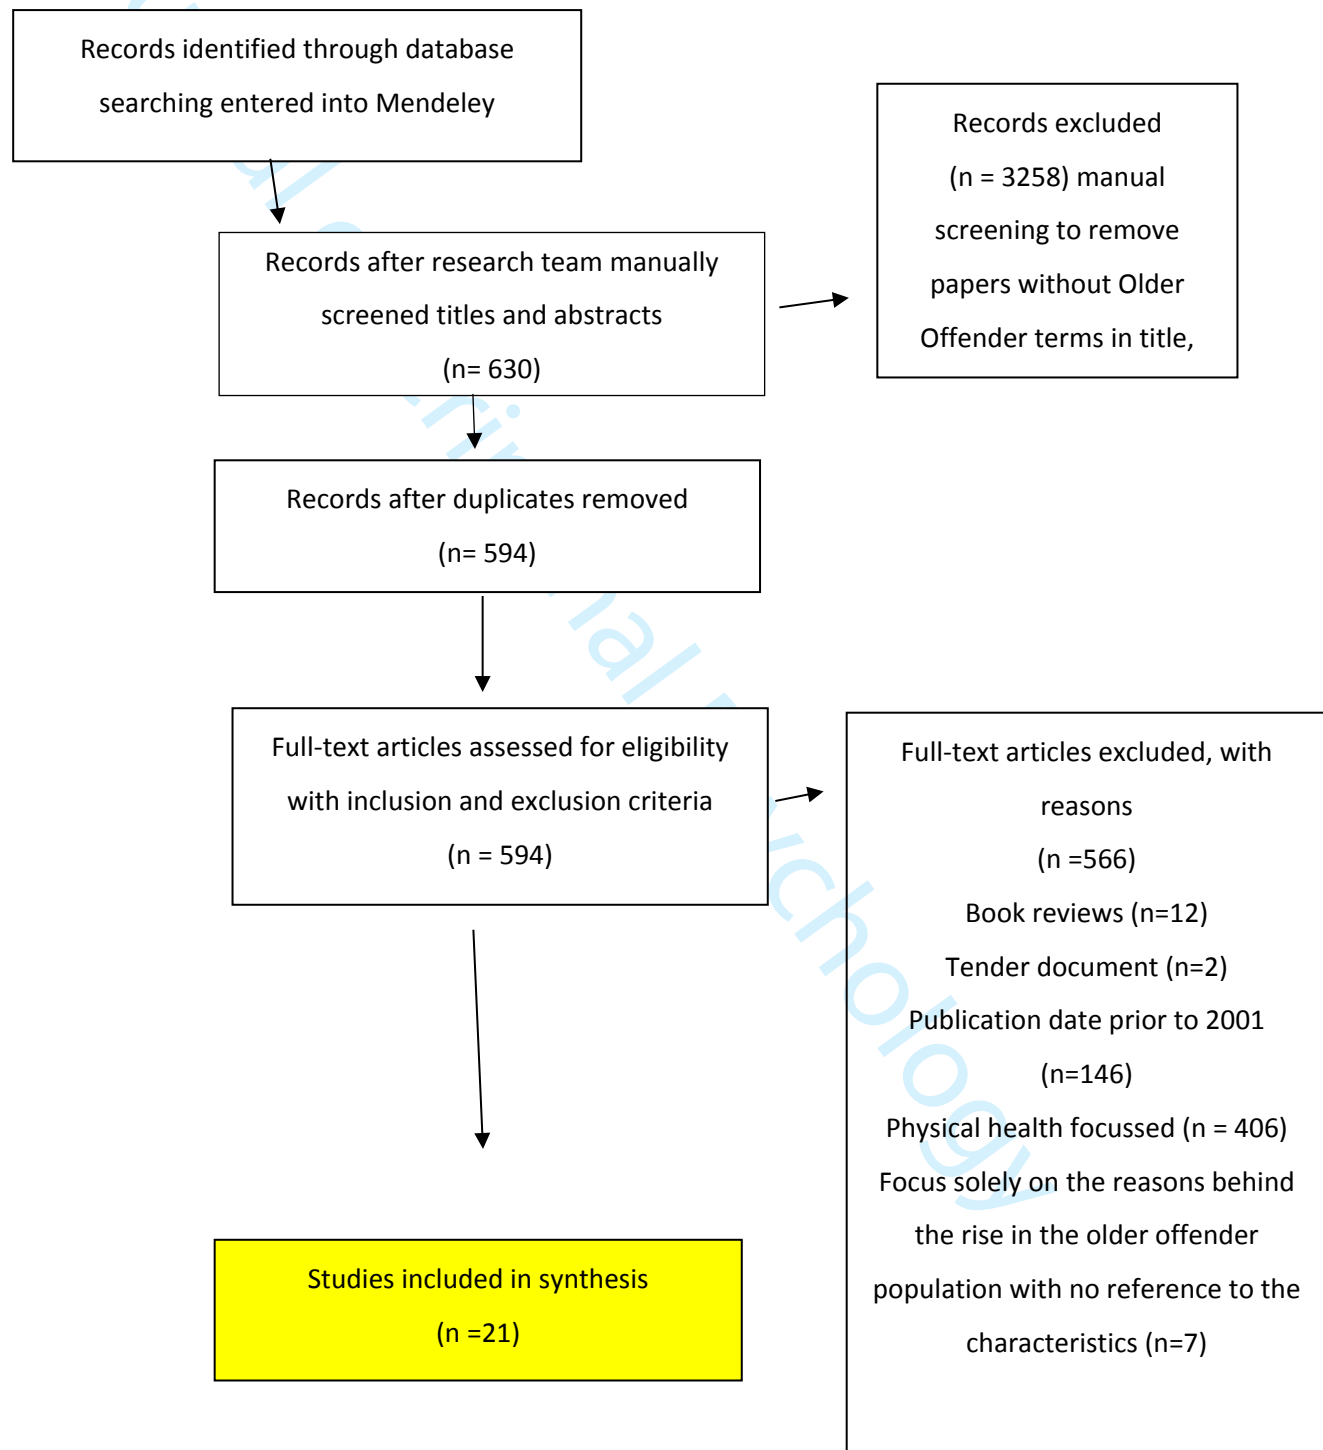 Records identified through database
searching entered into Mendeley
Records excluded
(n = 3258) manual
screening to remove
papers without Older
Offender terms in title,
Records after research team manually
screened titles and abstracts
(n= 630)
Records after duplicates removed
(n= 594)
Full-text articles assessed for eligibility
with inclusion and exclusion criteria
(n = 594)
Full-text articles excluded, with
reasons
(n =566)
Book reviews (n=12)
Tender document (n=2)
Publication date prior to 2001
(n=146)
Physical health focussed (n = 406)
Focus solely on the reasons behind
the rise in the older offender
population with no reference to the
characteristics (n=7)
Studies included in synthesis
(n =21)